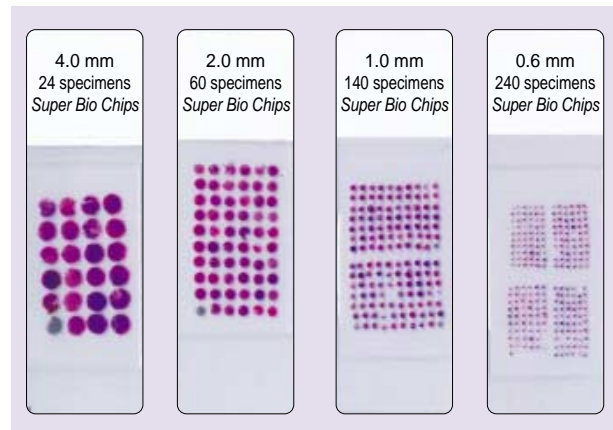 4.0 mm
24 specimens
Super Bio Chips
2.0 mm
60 specimens
Super Bio Chips
1.0 mm
140 specimens
Super Bio Chips
0.6 mm
240 specimens
Super Bio Chips